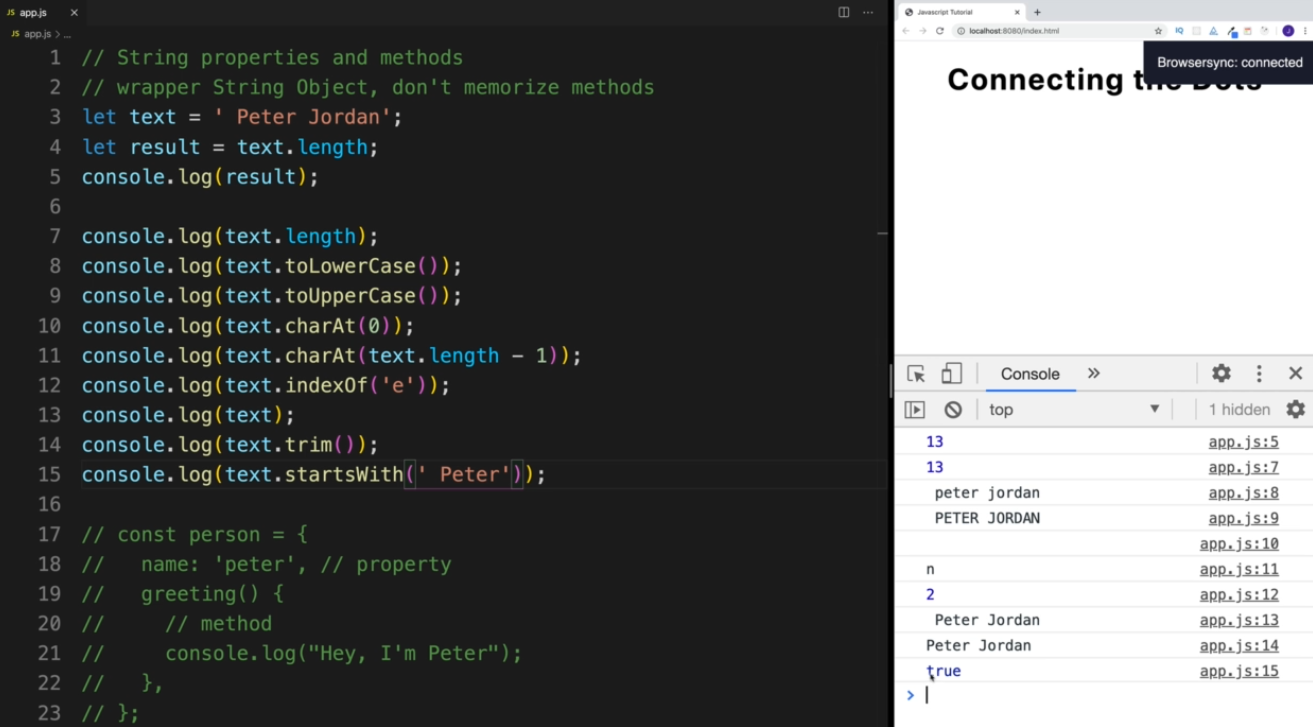 JS app.js ×
JS app.js > ...
1 // String properties and methods
2 // wrapper String Object, don't memorize methods
3 let text = ' Peter Jordan';
4 let result = text.length;
5 console.log(result);
6
7 console.log(text.length);
8 console.log(text.toLowerCase());
9 console.log(text.toUpperCase());
10 console.log(text.charAt(0));
11 console.log(text.charAt(text.length - 1));
12 console.log(text.indexOf('e'));
13 console.log(text);
14 console.log(text.trim());
15 console.log(text.startsWith(' Peter'));
16
17 // const person = {
18 //   name: 'peter', // property
19 //   greeting() {
20 //     // method
21 //     console.log("Hey, I'm Peter");
22 //   },
23 // };
Javascript Tutorial × +
localhost:8080/index.html
IQ
J
Browsersync: connected
Connecting the Dots
Console »
top ▼ 1 hidden
13 app.js:5
13 app.js:7
 peter jordan app.js:8
 PETER JORDAN app.js:9
app.js:10
n app.js:11
2 app.js:12
 Peter Jordan app.js:13
Peter Jordan app.js:14
true app.js:15
>